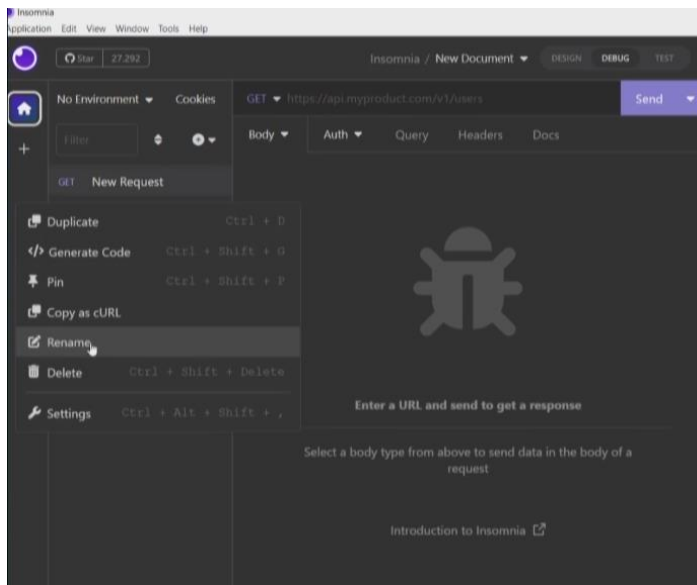 Insomnia
Application Edit View Window Tools Help
Star 27.292
Insomnia / New Document
DESIGN DEBUG TEST
No Environment Cookies
GET https://api.myproduct.com/v1/users
Send
Filter
Body Auth Query Headers Docs
GET New Request
Duplicate Ctrl + D
</> Generate Code Ctrl + Shift + G
Pin Ctrl + Shift + P
Copy as cURL
Rename
Delete Ctrl + Shift + Delete
Settings Ctrl + Alt + Shift + ,
Enter a URL and send to get a response
Select a body type from above to send data in the body of a
request
Introduction to Insomnia